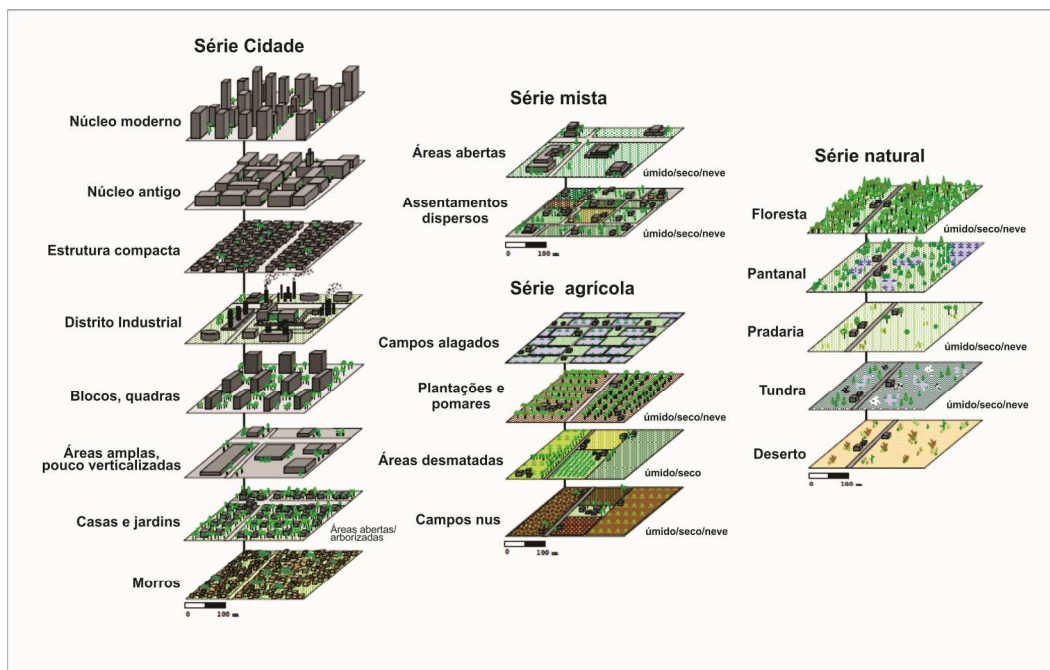 Série Cidade
Núcleo moderno
Núcleo antigo
Estrutura compacta
Distrito Industrial
Blocos, quadras
Áreas amplas,
pouco verticalizadas
Casas e jardins
Áreas abertas/
arborizadas
Morros
0 100 m
Série mista
Áreas abertas
úmido/seco/neve
Assentamentos
dispersos
úmido/seco/neve
0 100 m
Série agrícola
Campos alagados
Plantações e
pomares
úmido/seco/neve
Áreas desmatadas
úmido/seco
Campos nus
úmido/seco/neve
0 100 m
Série natural
Floresta
úmido/seco/neve
Pantanal
Pradaria
úmido/seco/neve
Tundra
úmido/seco/neve
Deserto
0 100 m